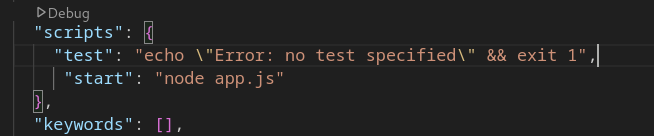 Debug
"scripts": {
"test": "echo \"Error: no test specified\" && exit 1",
"start": "node app.js"
},
"keywords": [],